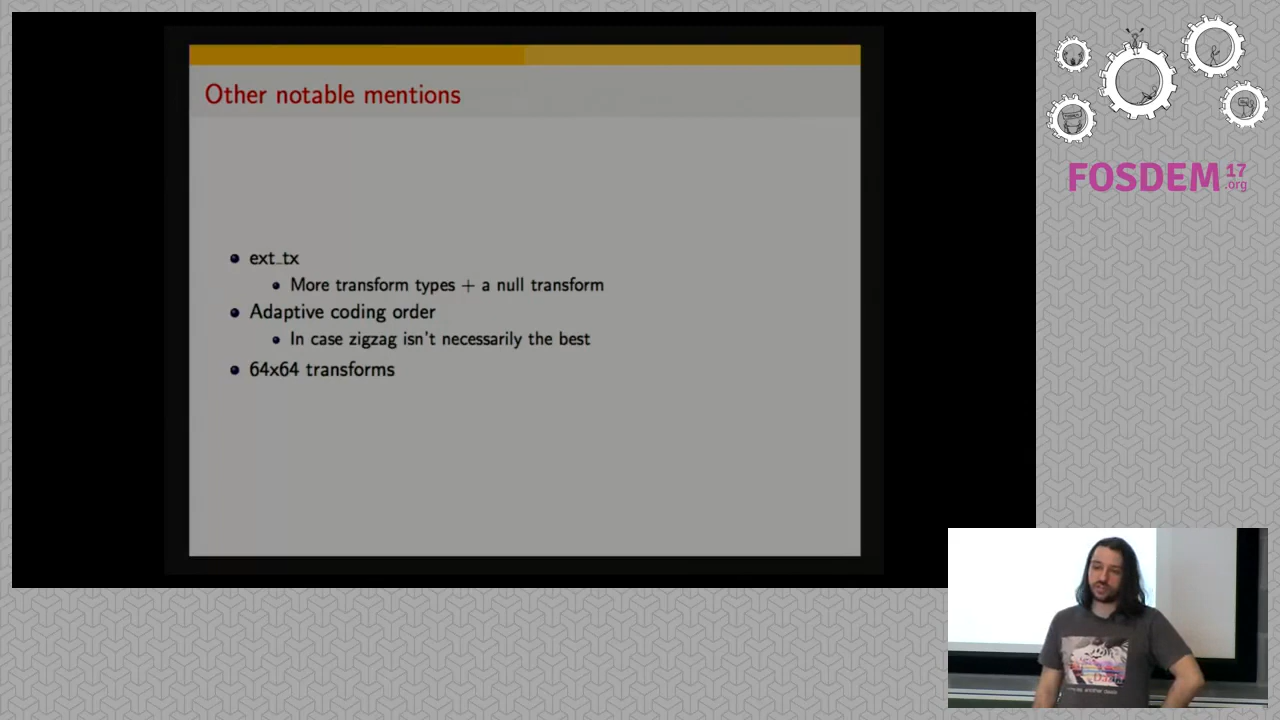 Other notable mentions
ext_tx
More transform types + a null transform
Adaptive coding order
In case zigzag isn't necessarily the best
64x64 transforms
FOSDEM 17
.org